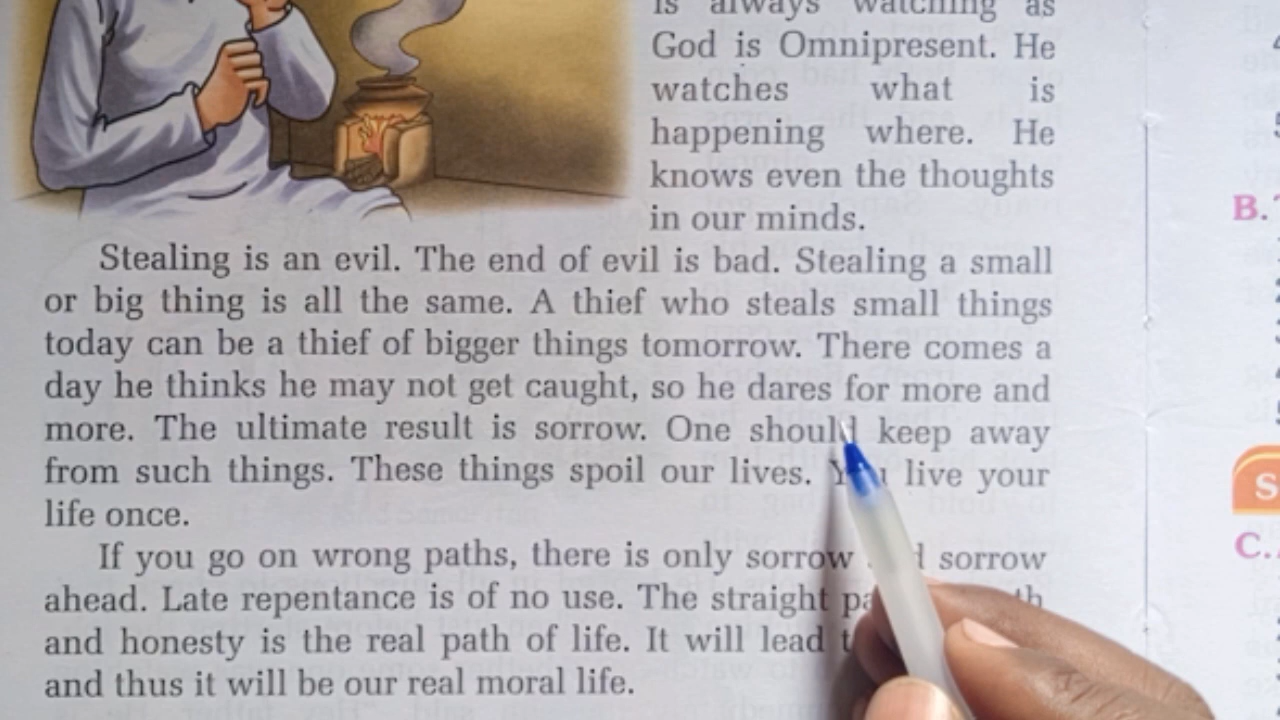 is always watching as
God is Omnipresent. He
watches what is
happening where. He
knows even the thoughts
in our minds.
Stealing is an evil. The end of evil is bad. Stealing a small
or big thing is all the same. A thief who steals small things
today can be a thief of bigger things tomorrow. There comes a
day he thinks he may not get caught, so he dares for more and
more. The ultimate result is sorrow. One should keep away
from such things. These things spoil our lives. You live your
life once.
If you go on wrong paths, there is only sorrow sorrow
ahead. Late repentance is of no use. The straight
and honesty is the real path of life. It will lead
and thus it will be our real moral life.
B.
S
C.